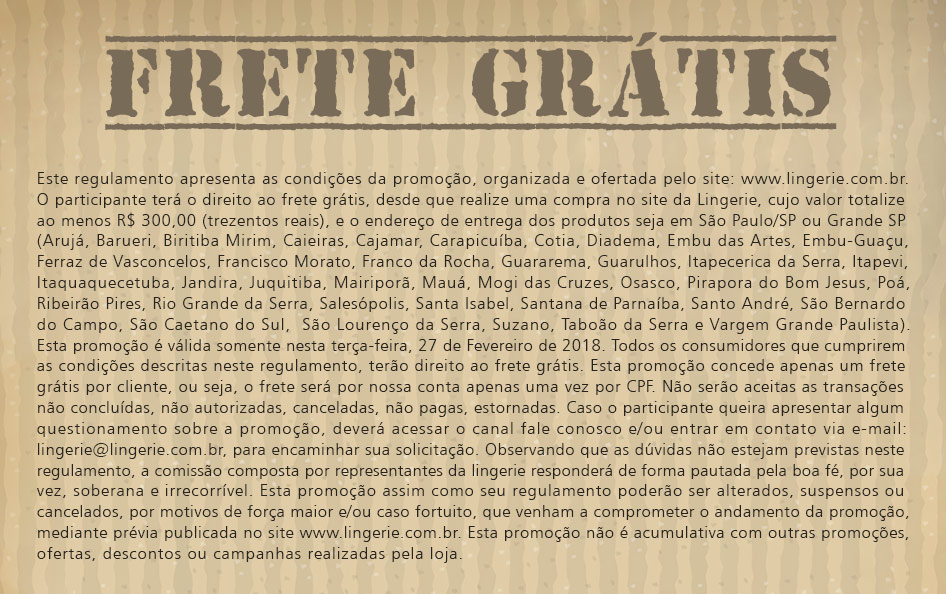 FRETE GRÁTIS
Este regulamento apresenta as condições da promoção, organizada e ofertada pelo site: www.lingerie.com.br.
O participante terá o direito ao frete grátis, desde que realize uma compra no site da Lingerie, cujo valor totalize
ao menos R$ 300,00 (trezentos reais), e o endereço de entrega dos produtos seja em São Paulo/SP ou Grande SP
(Arujá, Barueri, Biritiba Mirim, Caieiras, Cajamar, Carapicuíba, Cotia, Diadema, Embu das Artes, Embu-Guaçu,
Ferraz de Vasconcelos, Francisco Morato, Franco da Rocha, Guararema, Guarulhos, Itapecerica da Serra, Itapevi,
Itaquaquecetuba, Jandira, Juquitiba, Mairiporã, Mauá, Mogi das Cruzes, Osasco, Pirapora do Bom Jesus, Poá,
Ribeirão Pires, Rio Grande da Serra, Salesópolis, Santa Isabel, Santana de Parnaíba, Santo André, São Bernardo
do Campo, São Caetano do Sul, São Lourenço da Serra, Suzano, Taboão da Serra e Vargem Grande Paulista).
Esta promoção é válida somente nesta terça-feira, 27 de Fevereiro de 2018. Todos os consumidores que cumprirem
as condições descritas neste regulamento, terão direito ao frete grátis. Esta promoção concede apenas um frete
grátis por cliente, ou seja, o frete será por nossa conta apenas uma vez por CPF. Não serão aceitas as transações
não concluídas, não autorizadas, canceladas, não pagas, estornadas. Caso o participante queira apresentar algum
questionamento sobre a promoção, deverá acessar o canal fale conosco e/ou entrar em contato via e-mail:
lingerie@lingerie.com.br, para encaminhar sua solicitação. Observando que as dúvidas não estejam previstas neste
regulamento, a comissão composta por representantes da lingerie responderá de forma pautada pela boa fé, por sua
vez, soberana e irrecorrível. Esta promoção assim como seu regulamento poderão ser alterados, suspensos ou
cancelados, por motivos de força maior e/ou caso fortuito, que venham a comprometer o andamento da promoção,
mediante prévia publicada no site www.lingerie.com.br. Esta promoção não é acumulativa com outras promoções,
ofertas, descontos ou campanhas realizadas pela loja.